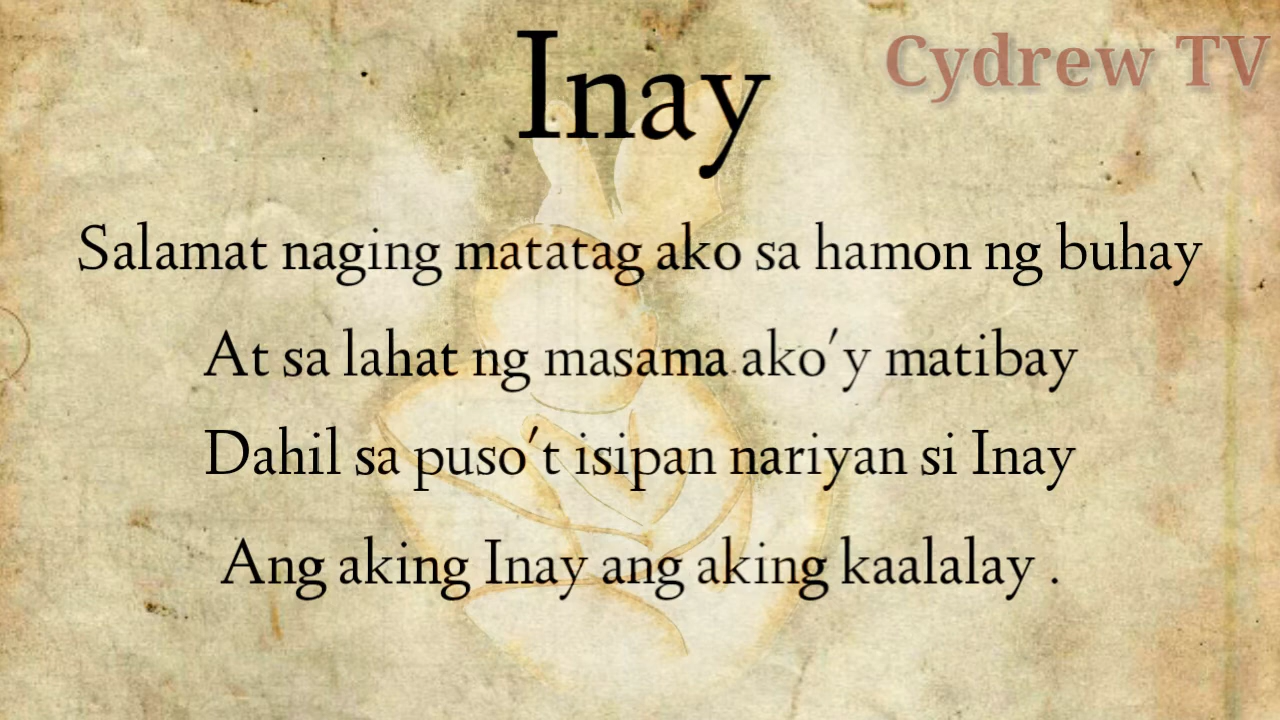 Inay
Cydrew TV
Salamat naging matatag ako sa hamon ng buhay
At sa lahat ng masama ako'y matibay
Dahil sa puso't isipan nariyan si Inay
Ang aking Inay ang aking kaalalay .